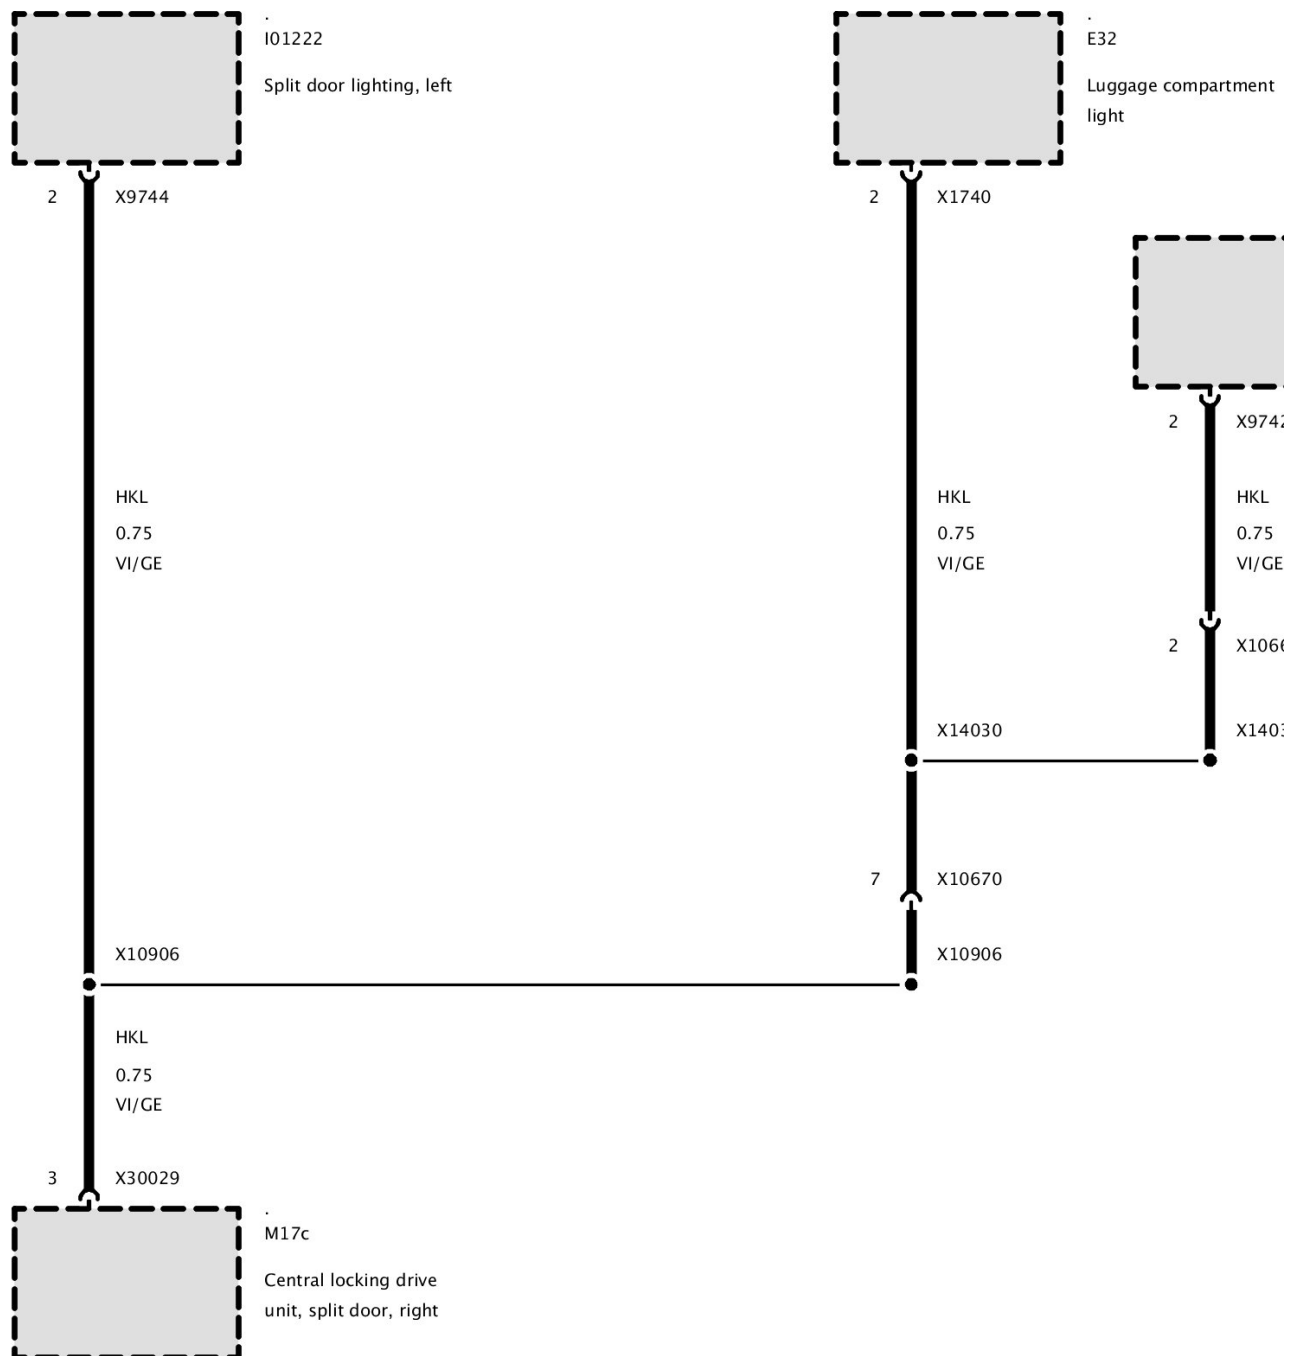 .
I01222
Split door lighting, left
.
E32
Luggage compartment
light
2 X9744
2 X1740
2
HKL
0.75
VI/GE
HKL
0.75
VI/GE
HKL
0.75
VI/GE
2
X14030
7 X10670
X10906
X10906
HKL
0.75
VI/GE
3 X30029
.
M17c
Central locking drive
unit, split door, right